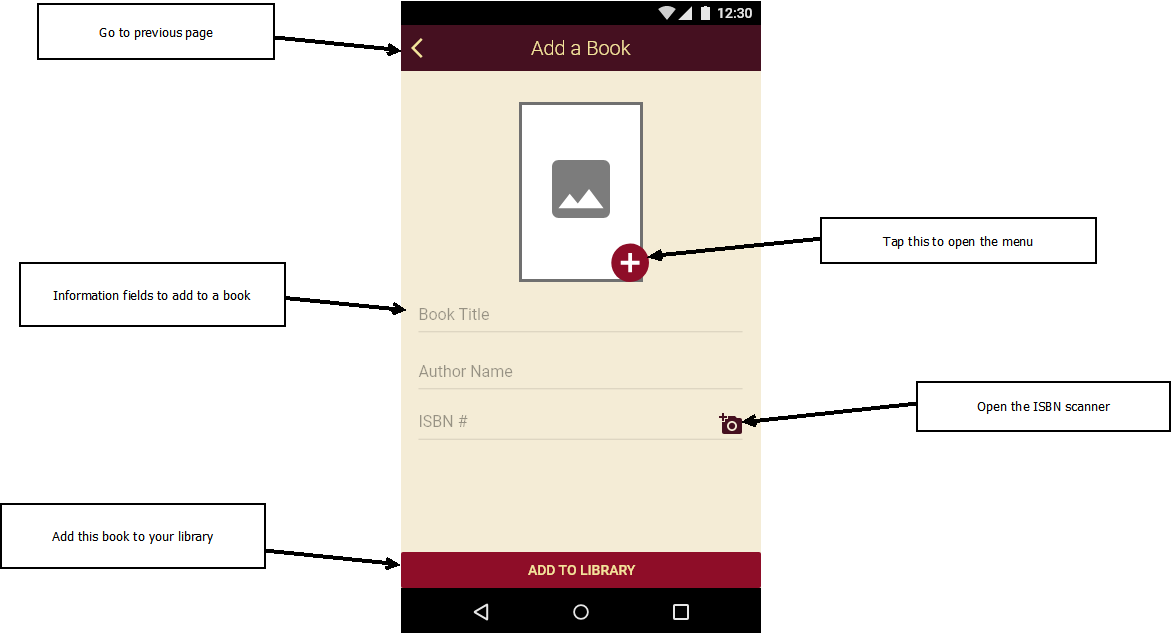 Go to previous page
12:30
Add a Book
Tap this to open the menu
Information fields to add to a book
Book Title
Author Name
Open the ISBN scanner
ISBN #
Add this book to your library
ADD TO LIBRARY